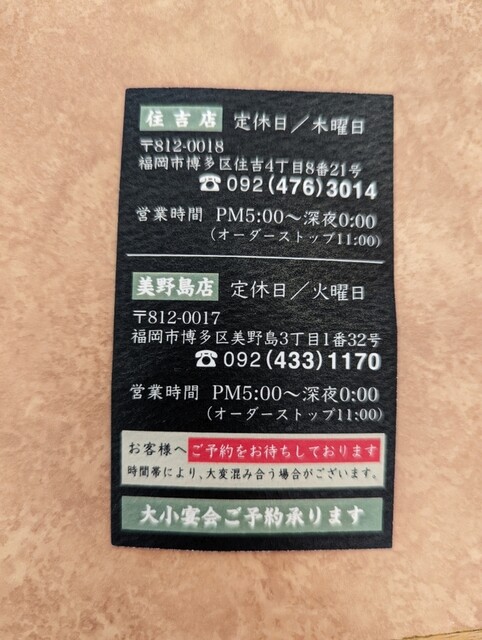 住吉店 定休日／木曜日
〒812-0018
福岡市博多区住吉4丁目8番21号
☎ 092(476)3014
営業時間 PM5:00～深夜0:00
(オーダーストップ11:00)
美野島店 定休日／火曜日
〒812-0017
福岡市博多区美野島3丁目1番32号
☎ 092(433)1170
営業時間 PM5:00～深夜0:00
(オーダーストップ11:00)
お客様へ ご予約をお待ちしております
時間帯により、大変混み合う場合がございます。
大小宴会ご予約承ります